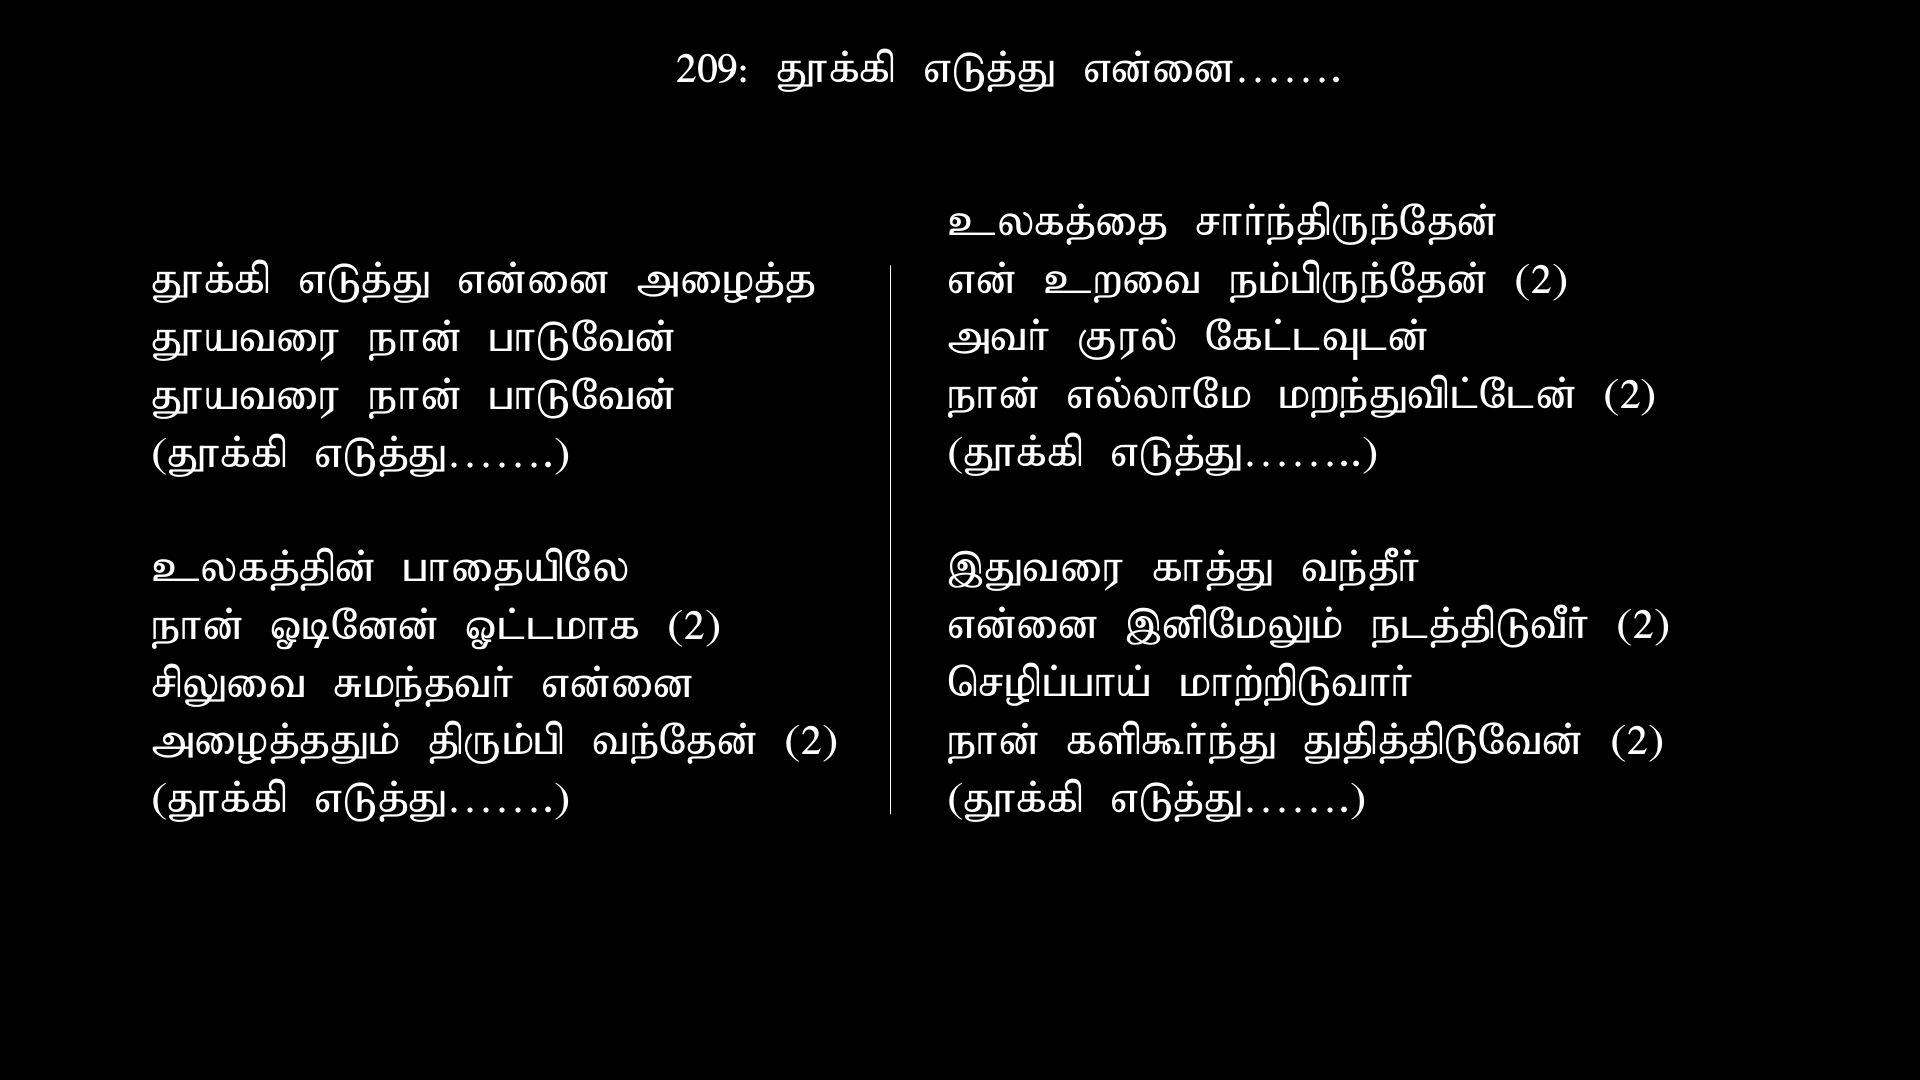 209: தூக்கி எடுத்து என்னை…….
தூக்கி எடுத்து என்னை அழைத்த
தூயவரை நான் பாடுவேன்
தூயவரை நான் பாடுவேன்
(தூக்கி எடுத்து…….)
உலகத்தின் பாதையிலே
நான் ஓடினேன் ஓட்டமாக (2)
சிலுவை சுமந்தவர் என்னை
அழைத்ததும் திரும்பி வந்தேன் (2)
(தூக்கி எடுத்து…….)
உலகத்தை சார்ந்திருந்தேன்
என் உறவை நம்பிருந்தேன் (2)
அவர் குரல் கேட்டவுடன்
நான் எல்லாமே மறந்துவிட்டேன் (2)
(தூக்கி எடுத்து……..)
இதுவரை காத்து வந்தீர்
என்னை இனிமேலும் நடத்திடுவீர் (2)
செழிப்பாய் மாற்றிடுவார்
நான் களிகூர்ந்து துதித்திடுவேன் (2)
(தூக்கி எடுத்து…….)